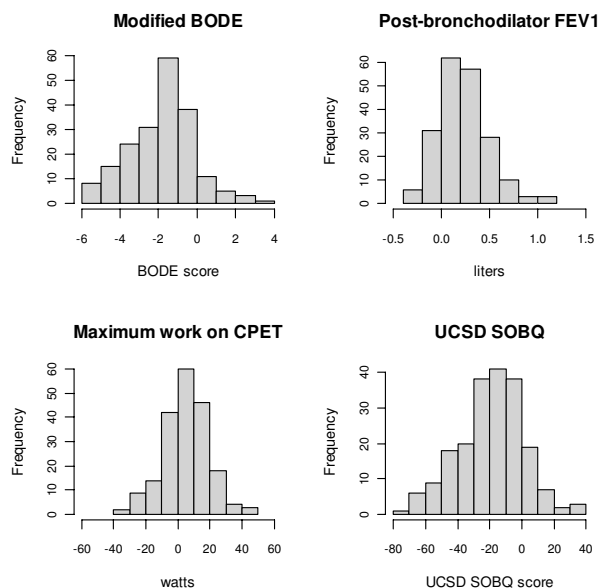 Modified BODE
Frequency
0 10 20 30 40 50 60
-6 -4 -2 0 2 4
BODE score
Post-bronchodilator FEV1
Frequency
0 10 20 30 40 50 60
-0.5 0.0 0.5 1.0 1.5
liters
Maximum work on CPET
Frequency
0 10 20 30 40 50 60
-60 -40 -20 0 20 40 60
watts
UCSD SOBQ
Frequency
0 10 20 30 40
-80 -60 -40 -20 0 20 40
UCSD SOBQ score